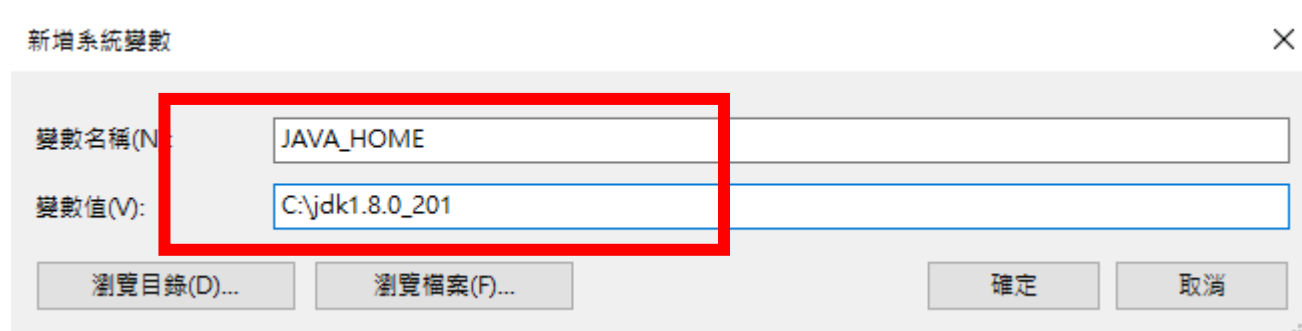 新增系統變數
變數名稱(N:
JAVA_HOME
變數值(V):
C:\jdk1.8.0_201
瀏覽目錄(D)...
瀏覽檔案(F)...
確定
取消